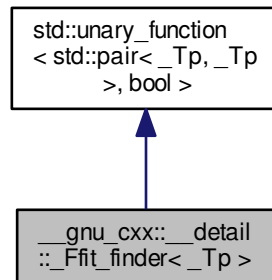 std::unary_function
< std::pair< _Tp, _Tp
>, bool >
__gnu_cxx::__detail
::_Ffit_finder< _Tp >